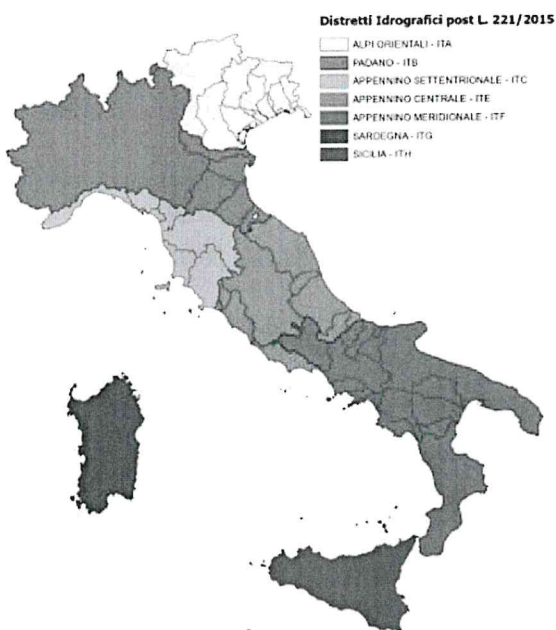 Distretti Idrografici post L. 221/2015
ALPI ORIENTALI - ITA
PADANO - ITB
APPENNINO SETTENTRIONALE - ITC
APPENNINO CENTRALE - ITE
APPENNINO MERIDIONALE - ITF
SARDEGNA - ITG
SICILIA - ITH